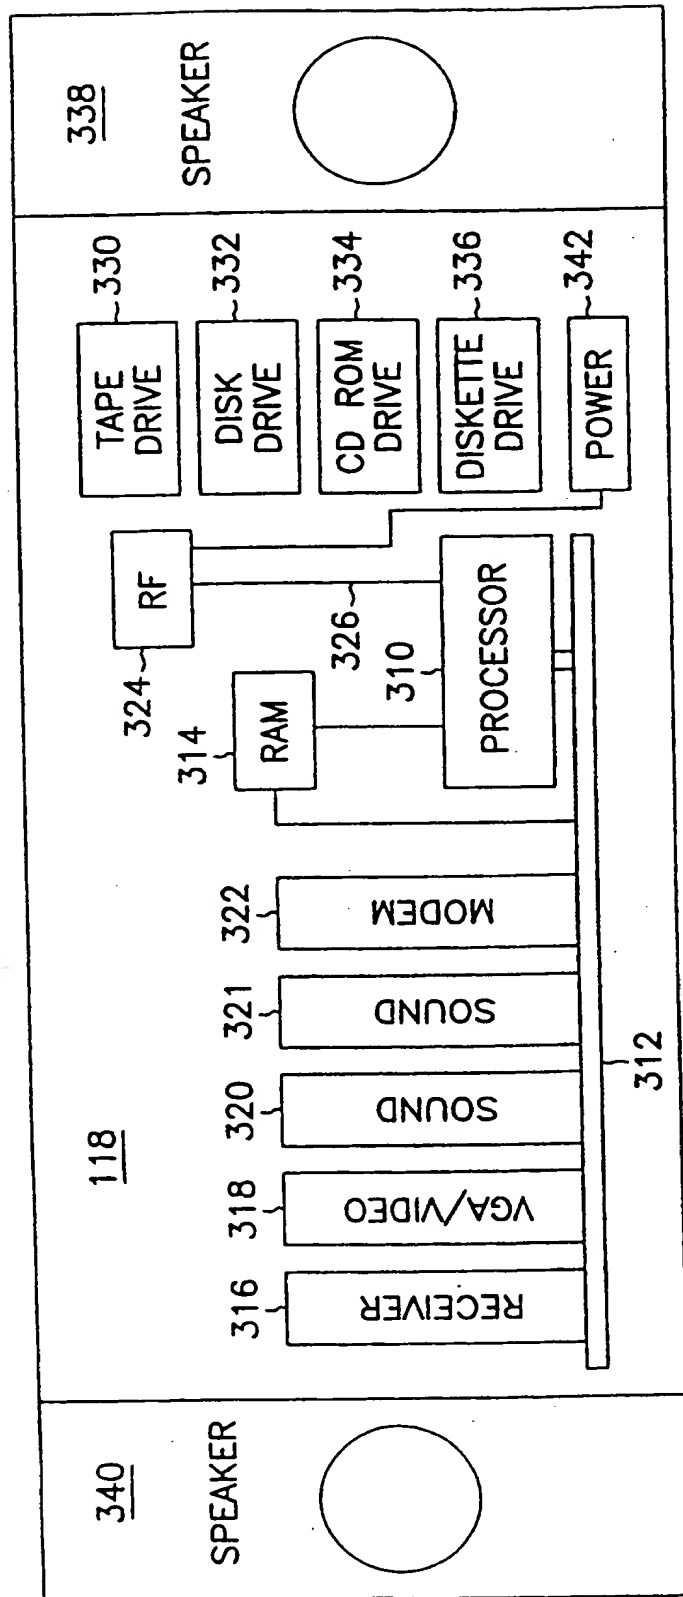 340
SPEAKER
118
316
RECEIVER
318
VGA/VIDEO
320
SOUND
321
SOUND
322
MODEM
312
314
RAM
324
RF
326
310
PROCESSOR
TAPE
DRIVE
330
DISK
DRIVE
332
CD ROM
DRIVE
334
DISKETTE
DRIVE
336
POWER
342
338
SPEAKER